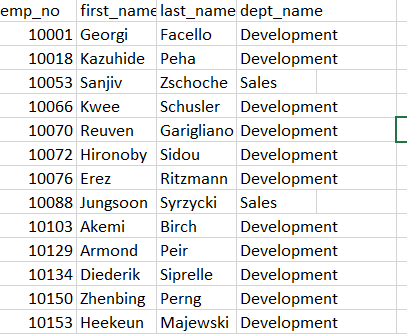 emp_no first_name last_name dept_name
10001 Georgi Facello Development
10018 Kazuhide Peha Development
10053 Sanjiv Zschoche Sales
10066 Kwee Schusler Development
10070 Reuven Garigliano Development
10072 Hironoby Sidou Development
10076 Erez Ritzmann Development
10088 Jungsoon Syrzycki Sales
10103 Akemi Birch Development
10129 Armond Peir Development
10134 Diederik Siprelle Development
10150 Zhenbing Perng Development
10153 Heekeun Majewski Development